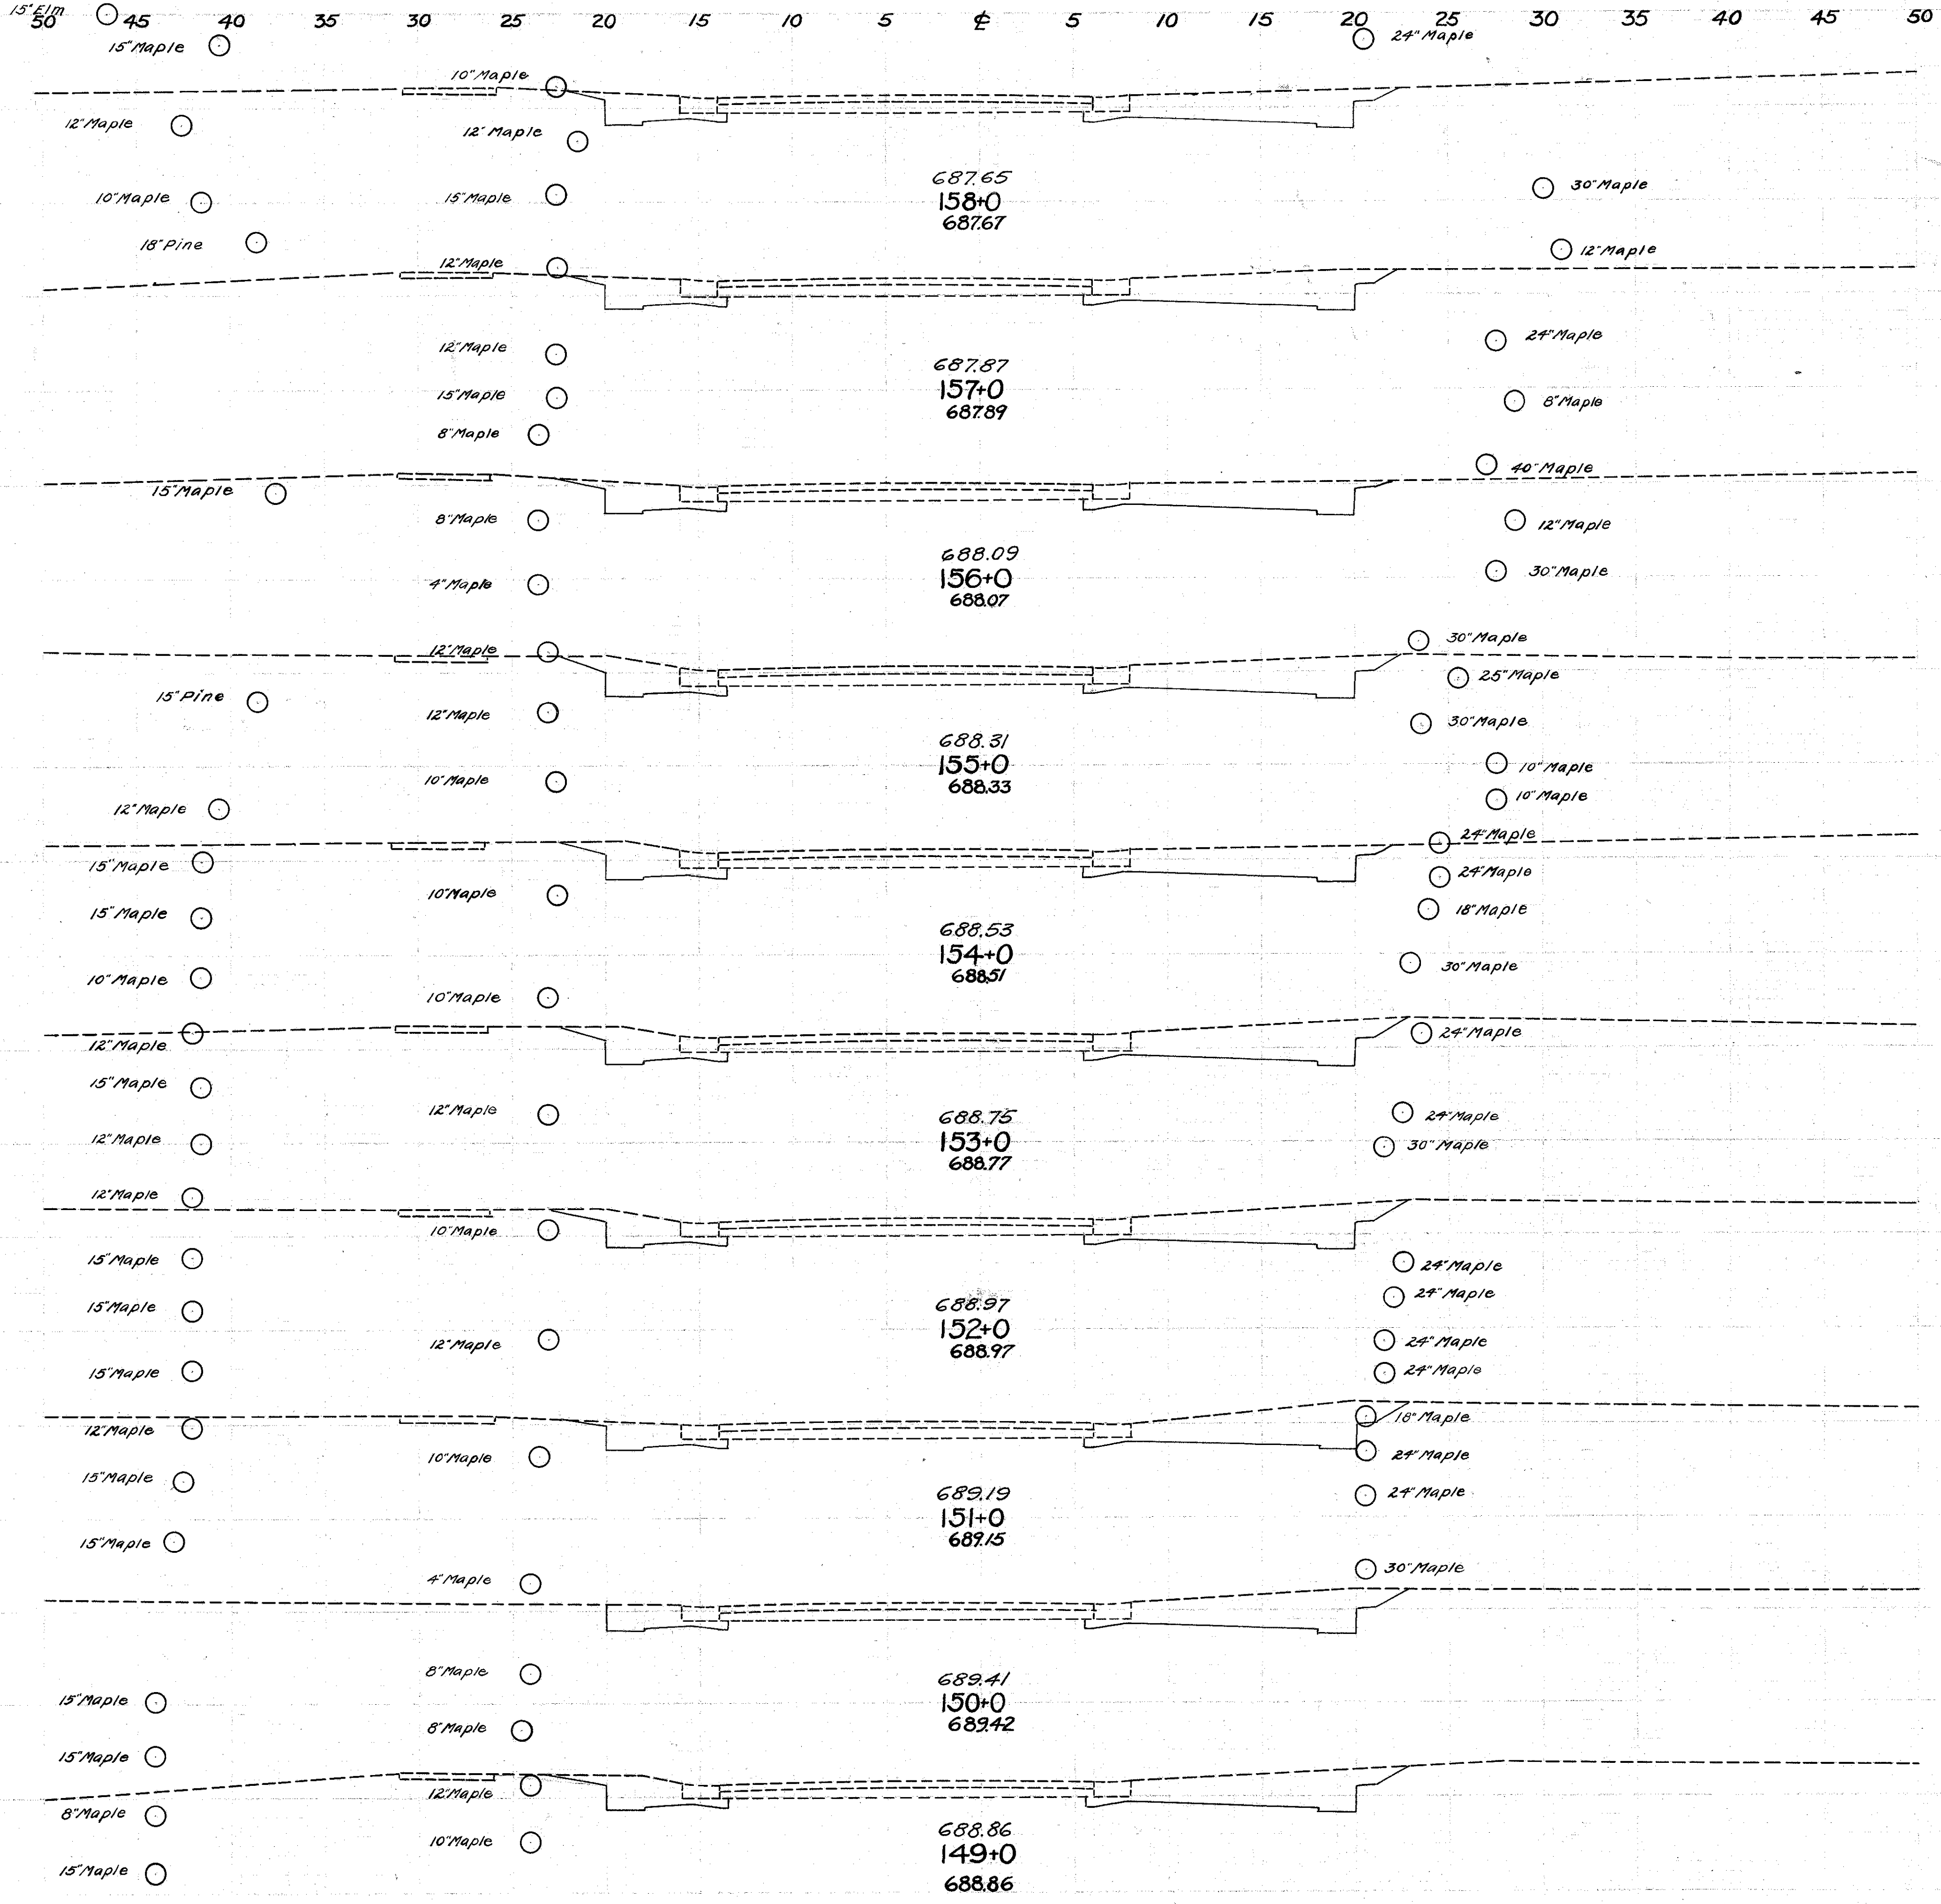 15"Elm
50 45 40 35 30 25 20 15 10 5 ℄ 5 10 15 20 25 30 35 40 45 50
15"Maple
24"Maple
10"Maple
12"Maple
12"Maple
687.65
30"Maple
10"Maple
15"Maple
158+0
687.67
18"Pine
12"Maple
12"Maple
24"Maple
12"Maple
687.87
15"Maple
157+0
8"Maple
687.89
8"Maple
40"Maple
15"Maple
8"Maple
12"Maple
688.09
30"Maple
4"Maple
156+0
688.07
30"Maple
12"Maple
25"Maple
15"Pine
12"Maple
30"Maple
688.31
155+0
10"Maple
10"Maple
688.33
10"Maple
12"Maple
24"Maple
15"Maple
24"Maple
10"Maple
18"Maple
15"Maple
688.53
154+0
30"Maple
10"Maple
688.51
10"Maple
24"Maple
12"Maple
15"Maple
12"Maple
688.75
24"Maple
12"Maple
153+0
30"Maple
688.77
12"Maple
10"Maple
15"Maple
24"Maple
24"Maple
15"Maple
688.97
152+0
12"Maple
24"Maple
688.97
15"Maple
24"Maple
18"Maple
12"Maple
10"Maple
24"Maple
15"Maple
689.19
24"Maple
151+0
15"Maple
689.15
30"Maple
4"Maple
8"Maple
689.41
15"Maple
150+0
8"Maple
689.42
15"Maple
12"Maple
8"Maple
688.86
10"Maple
149+0
15"Maple
688.86